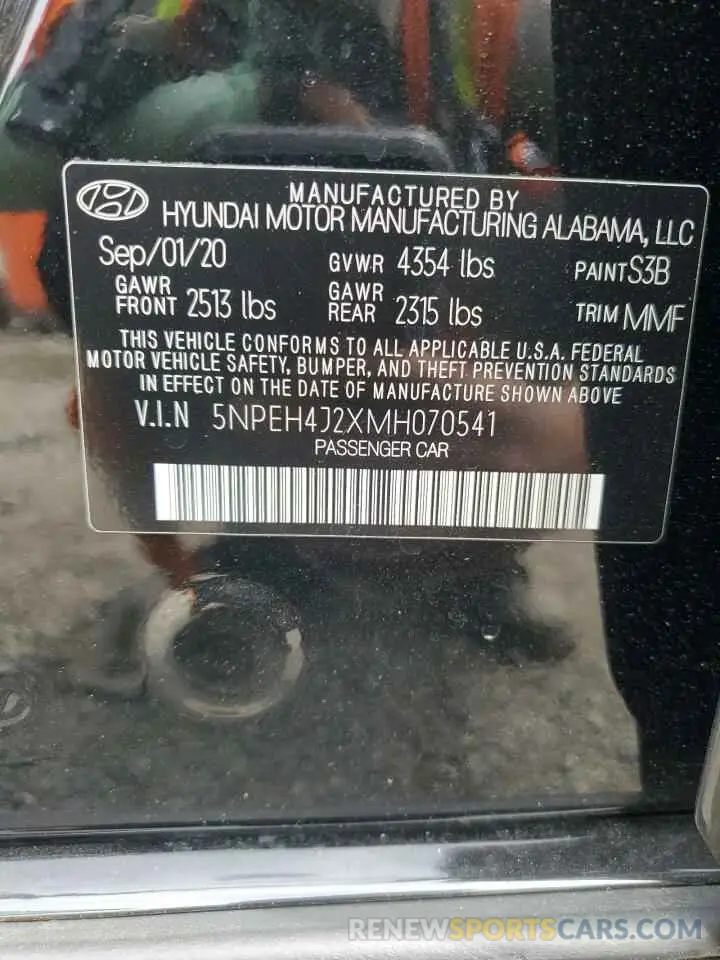 MANUFACTURED BY
HYUNDAI MOTOR MANUFACTURING ALABAMA, LLC
Sep/01/20 GVWR 4354 lbs PAINT S3B
GAWR FRONT 2513 lbs GAWR REAR 2315 lbs TRIM MMF
THIS VEHICLE CONFORMS TO ALL APPLICABLE U.S.A. FEDERAL
MOTOR VEHICLE SAFETY, BUMPER, AND THEFT PREVENTION STANDARDS
IN EFFECT ON THE DATE OF MANUFACTURE SHOWN ABOVE
V.I.N 5NPEH4J2XMH070541
PASSENGER CAR
RENEWSPORTSCARS.COM